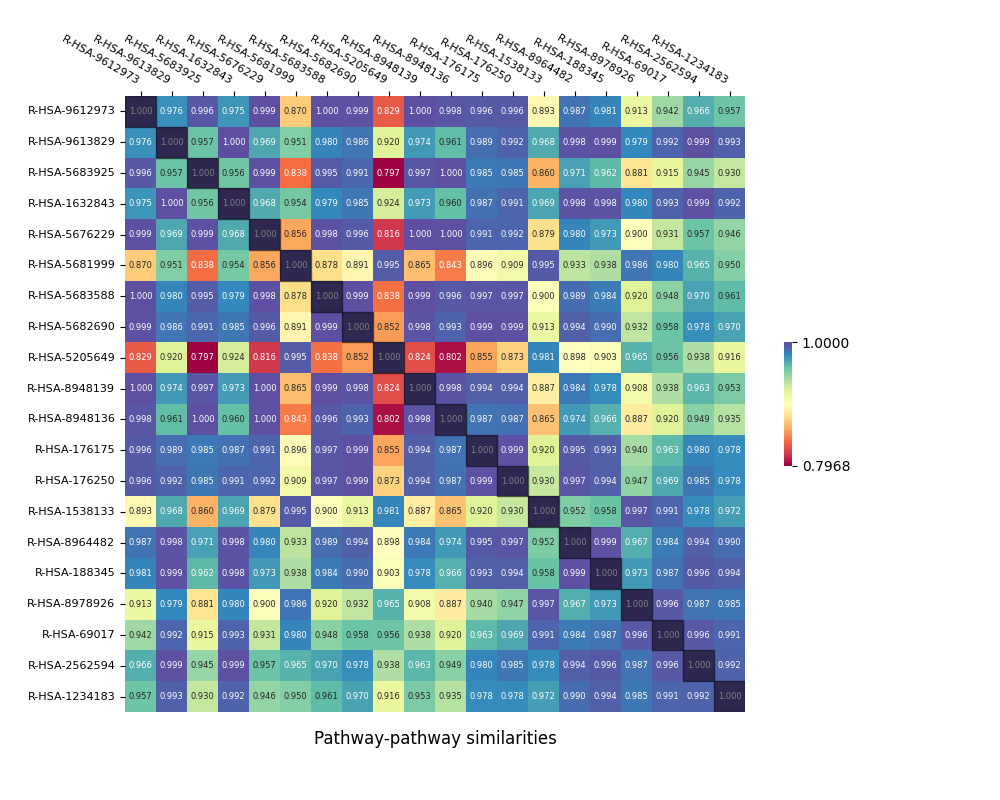 R-HSA-9612973
R-HSA-9613829
R-HSA-5683925
R-HSA-1632843
R-HSA-5676229
R-HSA-5681999
R-HSA-5683588
R-HSA-5682690
R-HSA-5205649
R-HSA-8948139
R-HSA-8948136
R-HSA-176175
R-HSA-176250
R-HSA-1538133
R-HSA-8964482
R-HSA-188345
R-HSA-8978926
R-HSA-69017
R-HSA-2562594
R-HSA-1234183
R-HSA-9612973 1.000 0.976 0.996 0.975 0.999 0.870 1.000 0.999 0.829 1.000 0.998 0.996 0.996 0.893 0.987 0.981 0.913 0.942 0.966 0.957
R-HSA-9613829 0.976 1.000 0.957 1.000 0.969 0.951 0.980 0.986 0.920 0.974 0.961 0.989 0.992 0.968 0.998 0.999 0.979 0.992 0.999 0.993
R-HSA-5683925 0.996 0.957 1.000 0.956 0.999 0.838 0.995 0.991 0.797 0.997 1.000 0.985 0.985 0.860 0.971 0.962 0.881 0.915 0.945 0.930
R-HSA-1632843 0.975 1.000 0.956 1.000 0.968 0.954 0.979 0.985 0.924 0.973 0.960 0.987 0.991 0.969 0.998 0.998 0.980 0.993 0.999 0.992
R-HSA-5676229 0.999 0.969 0.999 0.968 1.000 0.856 0.998 0.996 0.816 1.000 1.000 0.991 0.992 0.879 0.980 0.973 0.900 0.931 0.957 0.946
R-HSA-5681999 0.870 0.951 0.838 0.954 0.856 1.000 0.878 0.891 0.995 0.865 0.843 0.896 0.909 0.995 0.933 0.938 0.986 0.980 0.965 0.950
R-HSA-5683588 1.000 0.980 0.995 0.979 0.998 0.878 1.000 0.999 0.838 0.999 0.996 0.997 0.997 0.900 0.989 0.984 0.920 0.948 0.970 0.961
R-HSA-5682690 0.999 0.986 0.991 0.985 0.996 0.891 0.999 1.000 0.852 0.998 0.993 0.999 0.999 0.913 0.994 0.990 0.932 0.958 0.978 0.970
R-HSA-5205649 0.829 0.920 0.797 0.924 0.816 0.995 0.838 0.852 1.000 0.824 0.802 0.855 0.873 0.981 0.898 0.903 0.965 0.956 0.938 0.916
R-HSA-8948139 1.000 0.974 0.997 0.973 1.000 0.865 0.999 0.998 0.824 1.000 0.998 0.994 0.994 0.887 0.984 0.978 0.908 0.938 0.963 0.953
R-HSA-8948136 0.998 0.961 1.000 0.960 1.000 0.843 0.996 0.993 0.802 0.998 1.000 0.987 0.987 0.865 0.974 0.966 0.887 0.920 0.949 0.935
R-HSA-176175 0.996 0.989 0.985 0.987 0.991 0.896 0.997 0.999 0.855 0.994 0.987 1.000 0.999 0.920 0.995 0.993 0.940 0.963 0.980 0.978
R-HSA-176250 0.996 0.992 0.985 0.991 0.992 0.909 0.997 0.999 0.873 0.994 0.987 0.999 1.000 0.930 0.997 0.994 0.947 0.969 0.985 0.978
R-HSA-1538133 0.893 0.968 0.860 0.969 0.879 0.995 0.900 0.913 0.981 0.887 0.865 0.920 0.930 1.000 0.952 0.958 0.997 0.991 0.978 0.972
R-HSA-8964482 0.987 0.998 0.971 0.998 0.980 0.933 0.989 0.994 0.898 0.984 0.974 0.995 0.997 0.952 1.000 0.999 0.967 0.984 0.994 0.990
R-HSA-188345 0.981 0.999 0.962 0.998 0.973 0.938 0.984 0.990 0.903 0.978 0.966 0.993 0.994 0.958 0.999 1.000 0.973 0.987 0.996 0.994
R-HSA-8978926 0.913 0.979 0.881 0.980 0.900 0.986 0.920 0.932 0.965 0.908 0.887 0.940 0.947 0.997 0.967 0.973 1.000 0.996 0.987 0.985
R-HSA-69017 0.942 0.992 0.915 0.993 0.931 0.980 0.948 0.958 0.956 0.938 0.920 0.963 0.969 0.991 0.984 0.987 0.996 1.000 0.996 0.991
R-HSA-2562594 0.966 0.999 0.945 0.999 0.957 0.965 0.970 0.978 0.938 0.963 0.949 0.980 0.985 0.978 0.994 0.996 0.987 0.996 1.000 0.992
R-HSA-1234183 0.957 0.993 0.930 0.992 0.946 0.950 0.961 0.970 0.916 0.953 0.935 0.978 0.978 0.972 0.990 0.994 0.985 0.991 0.992 1.000
1.0000
0.7968
Pathway-pathway similarities